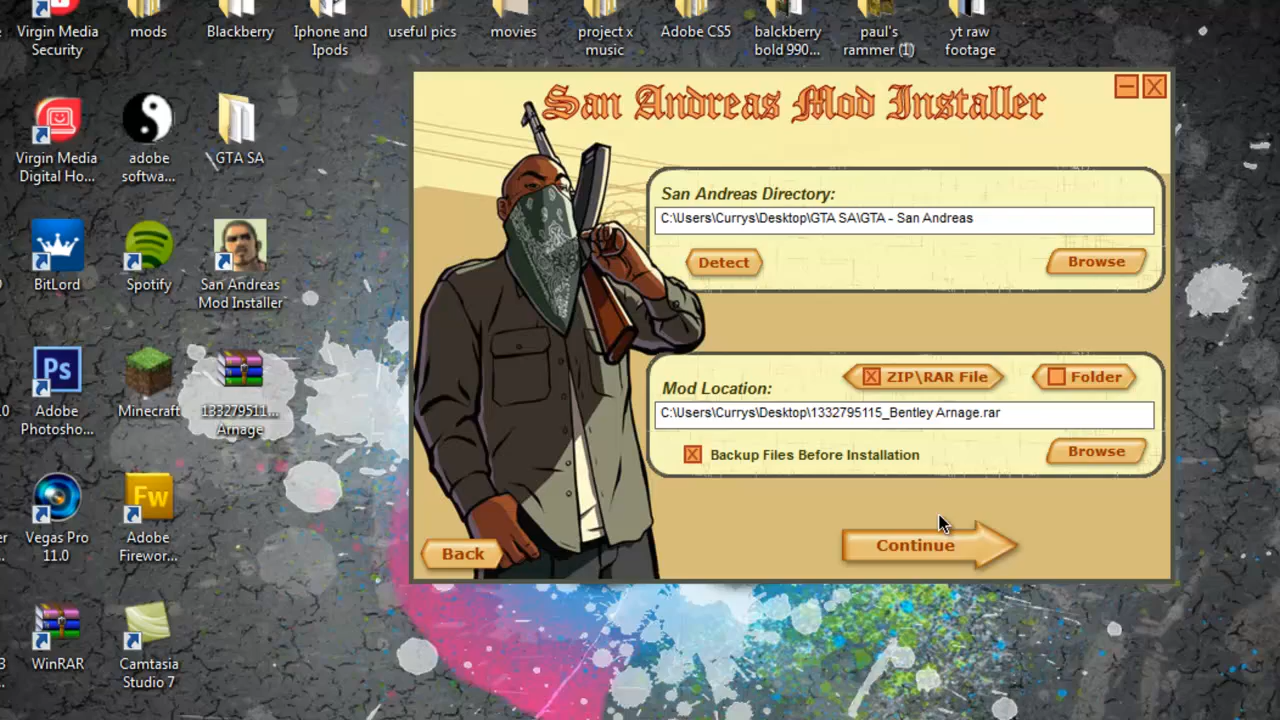 Virgin Media
Security
mods
Blackberry
Iphone and
Ipods
useful pics
movies
project x
music
Adobe CS5
balckberry
bold 990...
paul's
rammer (1)
yt raw
footage
Virgin Media
Digital Ho...
adobe
softwa...
GTA SA
BitLord
Spotify
San Andreas
Mod Installer
Ps
Adobe
Photosho...
Minecraft
133279511...
Arnage
Vegas Pro
11.0
Fw
Adobe
Firewor...
WinRAR
Camtasia
Studio 7
San Andreas Mod Installer
San Andreas Directory:
C:\Users\Currys\Desktop\GTA SA\GTA - San Andreas
Detect
Browse
Mod Location:
ZIP\RAR File
Folder
C:\Users\Currys\Desktop\1332795115_Bentley Arnage.rar
Backup Files Before Installation
Browse
Back
Continue